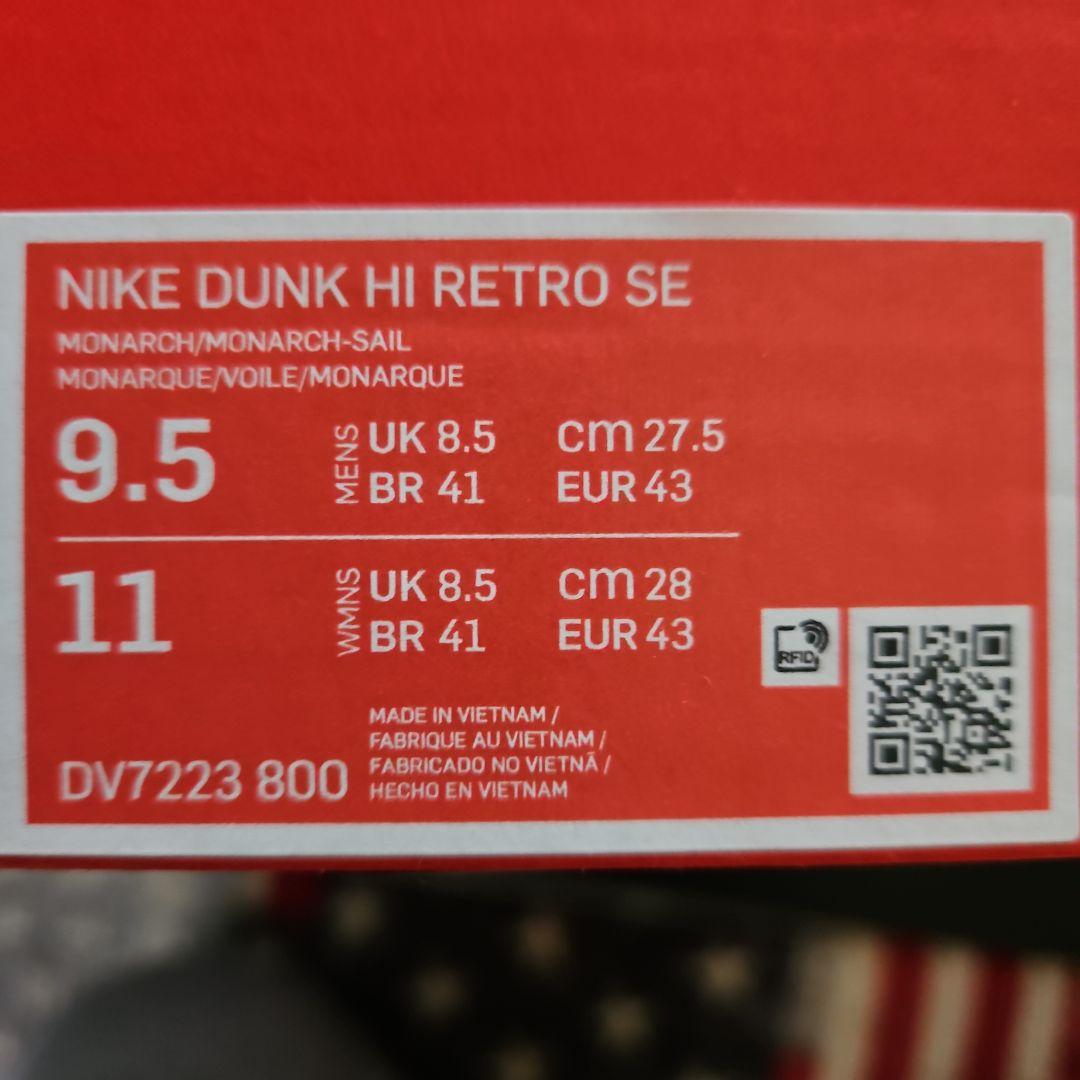 NIKE DUNK HI RETRO SE
MONARCH/MONARCH-SAIL
MONARQUE/VOILE/MONARQUE
9.5 MENS UK 8.5 cm 27.5
BR 41 EUR 43
11 WMNS UK 8.5 cm 28
BR 41 EUR 43
RFID
MADE IN VIETNAM /
FABRIQUE AU VIETNAM /
FABRICADO NO VIETNÃ /
HECHO EN VIETNAM
DV7223 800